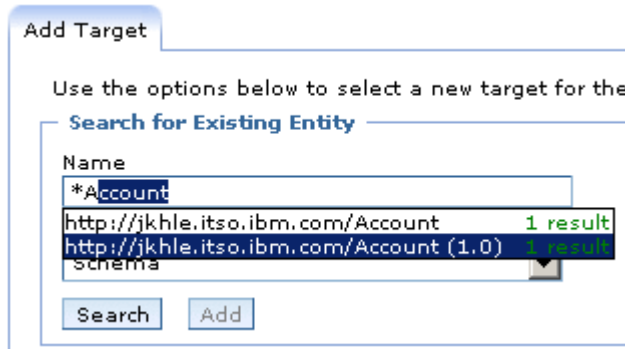 Add Target
Use the options below to select a new target for the
Search for Existing Entity
Name
*Account
http://jkhle.itso.ibm.com/Account 1 result
http://jkhle.itso.ibm.com/Account (1.0) 1 result
Schema
Search Add